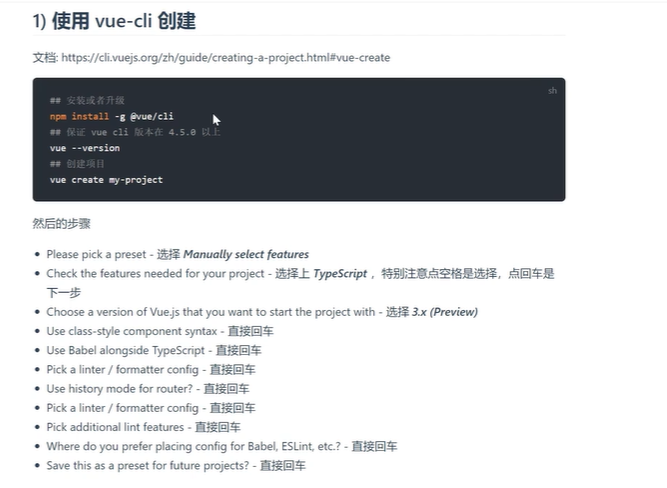 1) 使用 vue-cli 创建
文档: https://cli.vuejs.org/zh/guide/creating-a-project.html#vue-create
sh
## 安装或者升级
npm install -g @vue/cli
## 保证 vue cli 版本在 4.5.0 以上
vue --version
## 创建项目
vue create my-project
然后的步骤
• Please pick a preset - 选择 Manually select features
• Check the features needed for your project - 选择上 TypeScript ，特别注意点空格是选择，点回车是
下一步
• Choose a version of Vue.js that you want to start the project with - 选择 3.x (Preview)
• Use class-style component syntax - 直接回车
• Use Babel alongside TypeScript - 直接回车
• Pick a linter / formatter config - 直接回车
• Use history mode for router? - 直接回车
• Pick a linter / formatter config - 直接回车
• Pick additional lint features - 直接回车
• Where do you prefer placing config for Babel, ESLint, etc.? - 直接回车
• Save this as a preset for future projects? - 直接回车